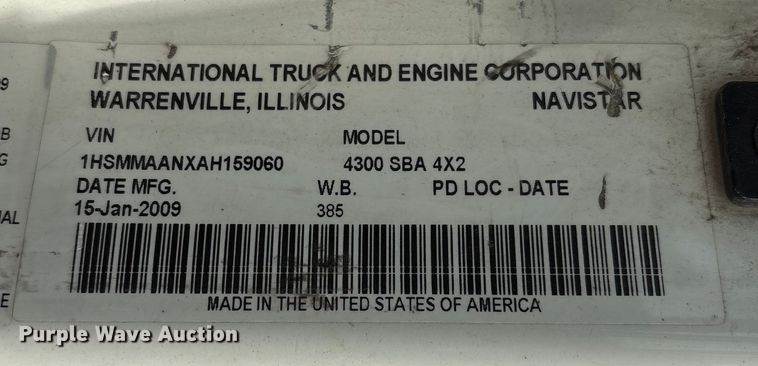 INTERNATIONAL TRUCK AND ENGINE CORPORATION
WARRENVILLE, ILLINOIS NAVISTAR
VIN MODEL
1HSMMAANXAH159060 4300 SBA 4X2
DATE MFG. W.B. PD LOC - DATE
15-Jan-2009 385
MADE IN THE UNITED STATES OF AMERICA
Purple Wave Auction